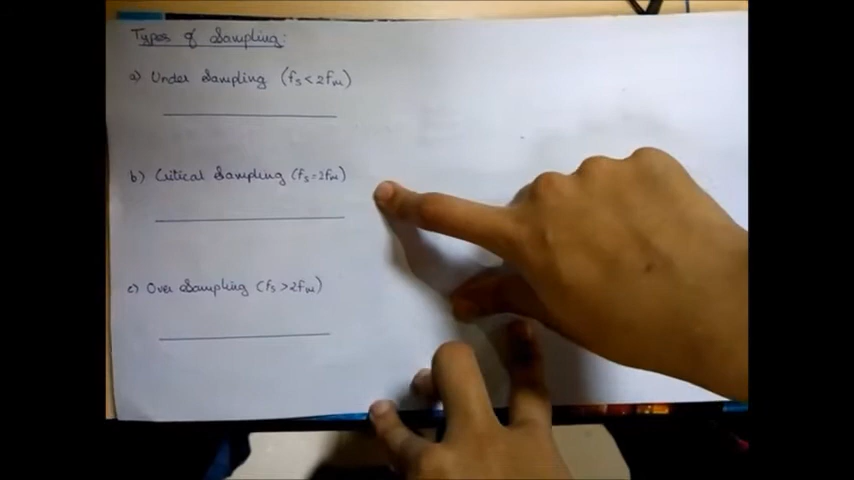 Types of Sampling:
a) Under Sampling (fs < 2fm)
b) Critical Sampling (fs = 2fm)
c) Over Sampling (fs > 2fm)